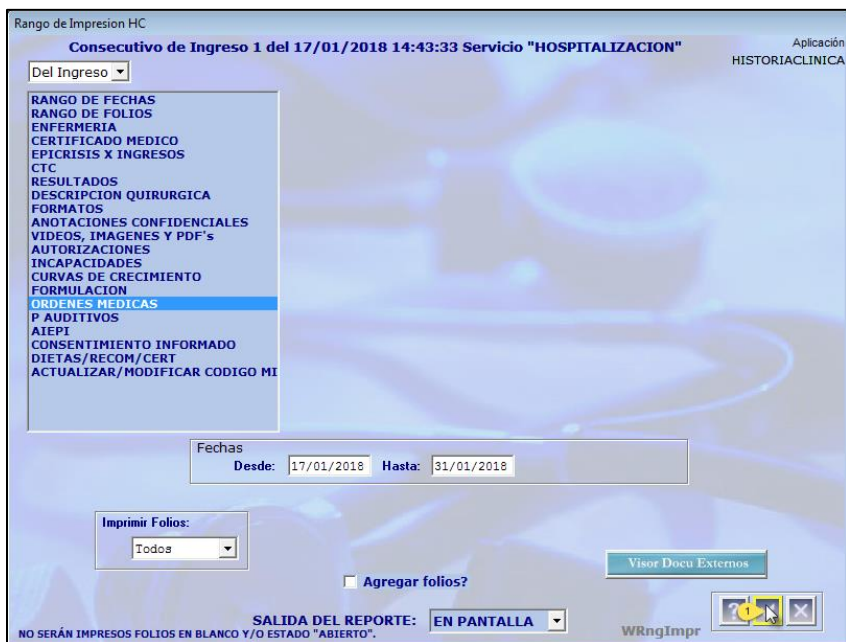 Rango de Impresion HC
Consecutivo de Ingreso 1 del 17/01/2018 14:43:33 Servicio "HOSPITALIZACION"
Aplicación
HISTORIACLINICA
Del Ingreso
RANGO DE FECHAS
RANGO DE FOLIOS
ENFERMERIA
CERTIFICADO MEDICO
EPICRISIS X INGRESOS
CTC
RESULTADOS
DESCRIPCION QUIRURGICA
FORMATOS
ANOTACIONES CONFIDENCIALES
VIDEOS, IMAGENES Y PDF's
AUTORIZACIONES
INCAPACIDADES
CURVAS DE CRECIMIENTO
FORMULACION
ORDENES MEDICAS
P AUDITIVOS
AIEPI
CONSENTIMIENTO INFORMADO
DIETAS/RECOM/CERT
ACTUALIZAR/MODIFICAR CODIGO MI
Fechas
Desde: 17/01/2018 Hasta: 31/01/2018
Imprimir Folios:
Todos
Visor Docu Externos
Agregar folios?
? 1 X
SALIDA DEL REPORTE: EN PANTALLA
WRngImpr
NO SERÁN IMPRESOS FOLIOS EN BLANCO Y/O ESTADO "ABIERTO".